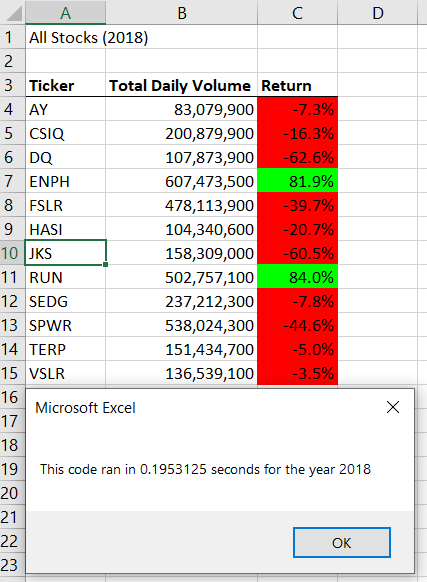 A B C D
1 All Stocks (2018)
2
3 Ticker Total Daily Volume Return
4 AY 83,079,900 -7.3%
5 CSIQ 200,879,900 -16.3%
6 DQ 107,873,900 -62.6%
7 ENPH 607,473,500 81.9%
8 FSLR 478,113,900 -39.7%
9 HASI 104,340,600 -20.7%
10 JKS 158,309,000 -60.5%
11 RUN 502,757,100 84.0%
12 SEDG 237,212,300 -7.8%
13 SPWR 538,024,300 -44.6%
14 TERP 151,434,700 -5.0%
15 VSLR 136,539,100 -3.5%
16
17 Microsoft Excel
18
19 This code ran in 0.1953125 seconds for the year 2018
20
21
22 OK
23